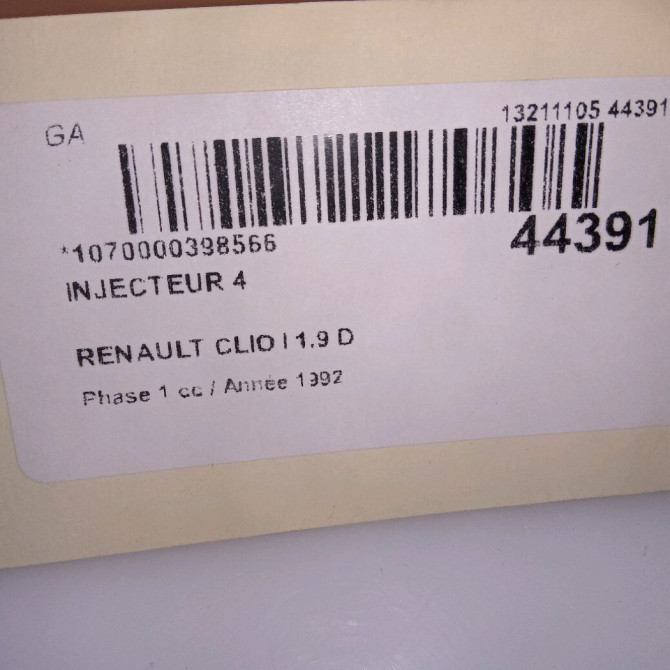 GA
13211105 44391
*1070000398566
44391
INJECTEUR 4
RENAULT CLIO I 1.9 D
Phase 1 cc / Année 1992